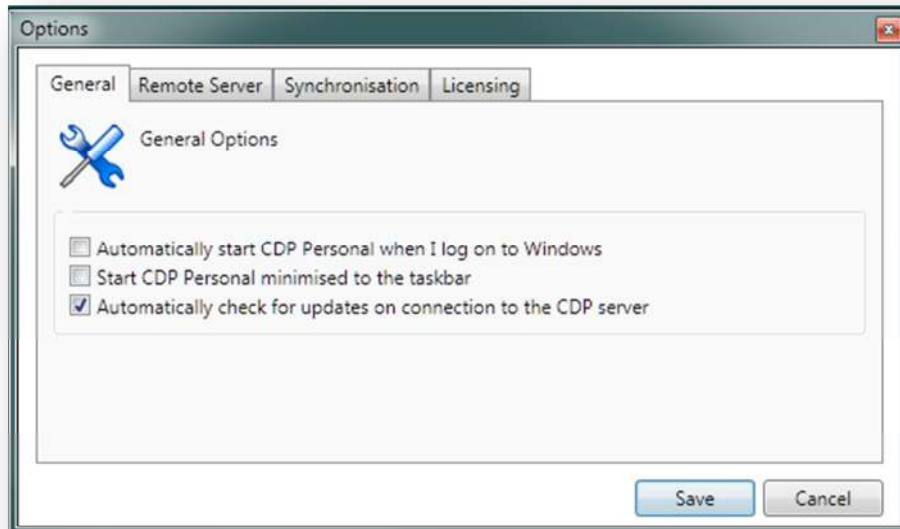 Options
General Remote Server Synchronisation Licensing
General Options
Automatically start CDP Personal when I log on to Windows
Start CDP Personal minimised to the taskbar
Automatically check for updates on connection to the CDP server
Save Cancel